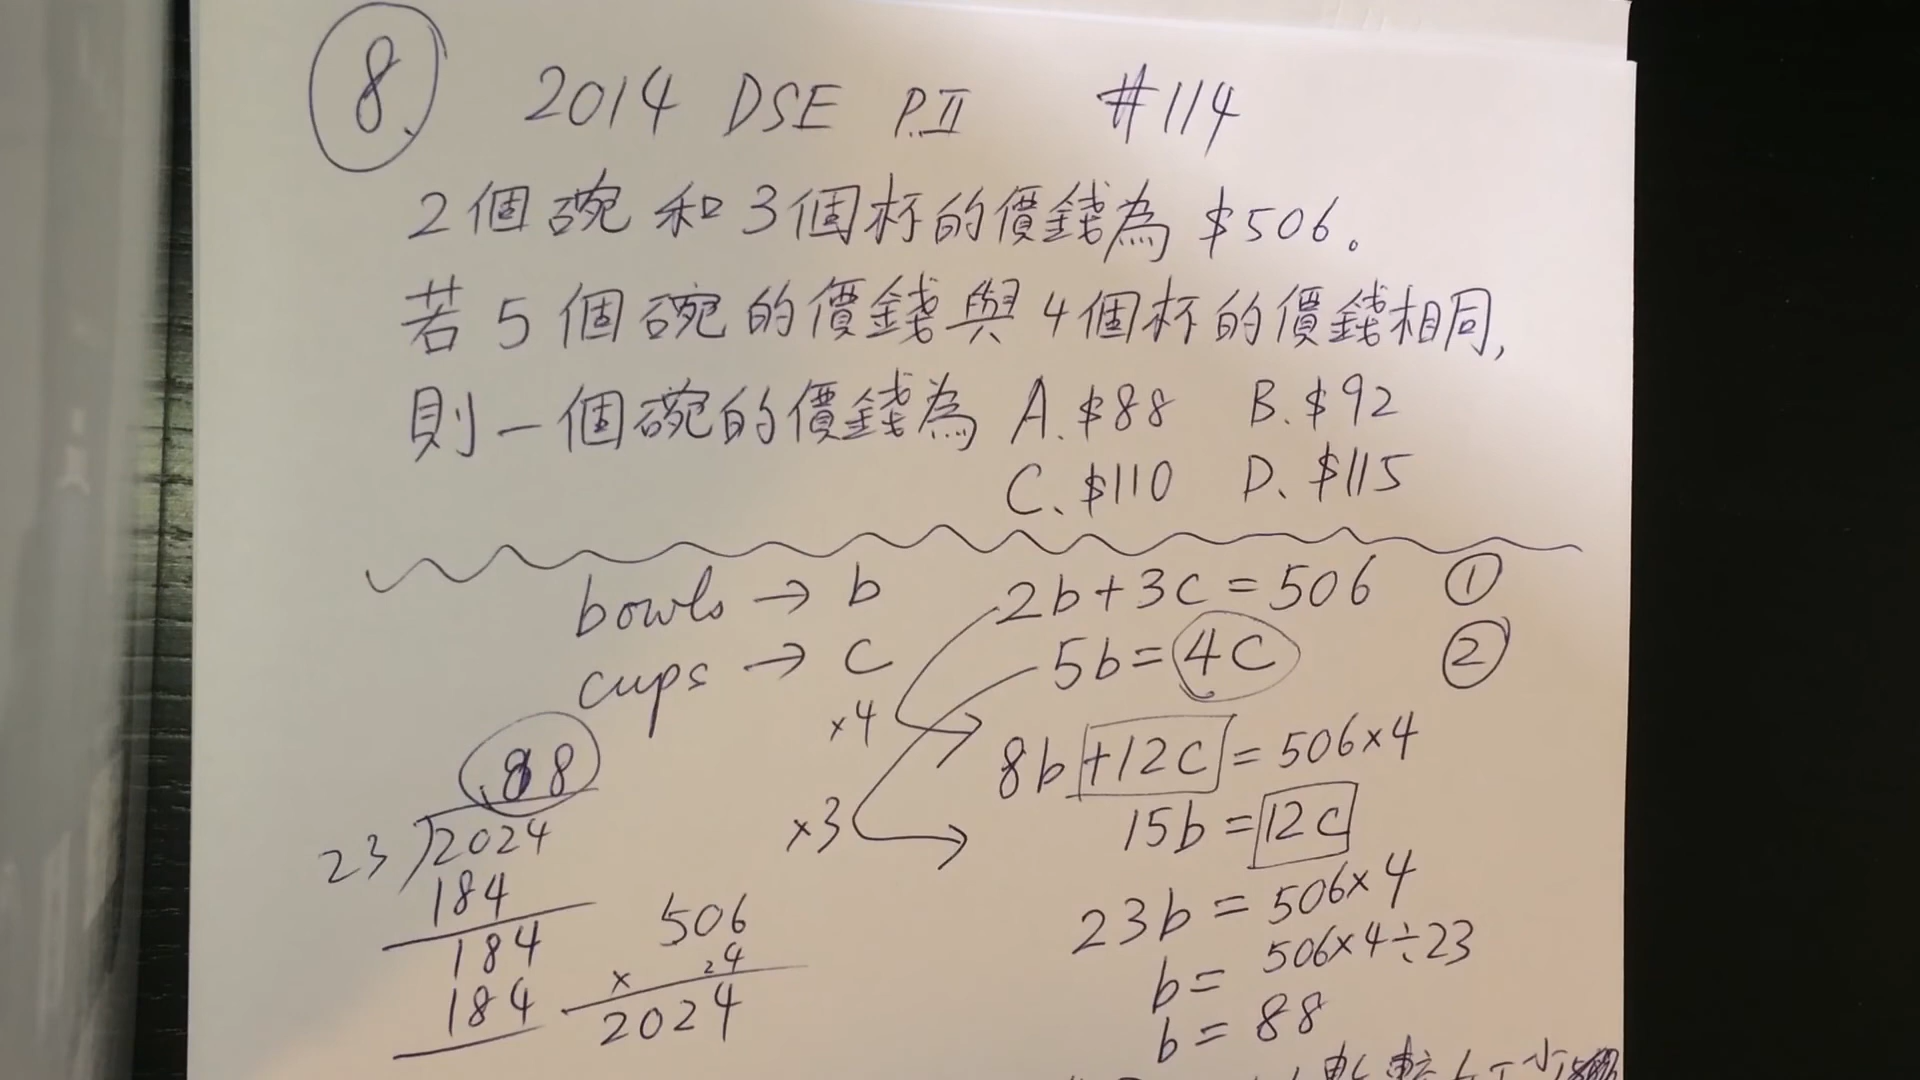 8. 2014 DSE P.II #114
2個碗和3個杯的價錢為$506。
若5個碗的價錢與4個杯的價錢相同,
則一個碗的價錢為 A.$88 B.$92
C.$110 D.$115
bowls → b 2b+3c=506 ①
cups → c 5b=4c ②
×4 8b+12c=506×4
×3 15b=12c
23b=506×4
b=506×4÷23
b=88
88
23)2024
184
184
184
506
× 24
2024